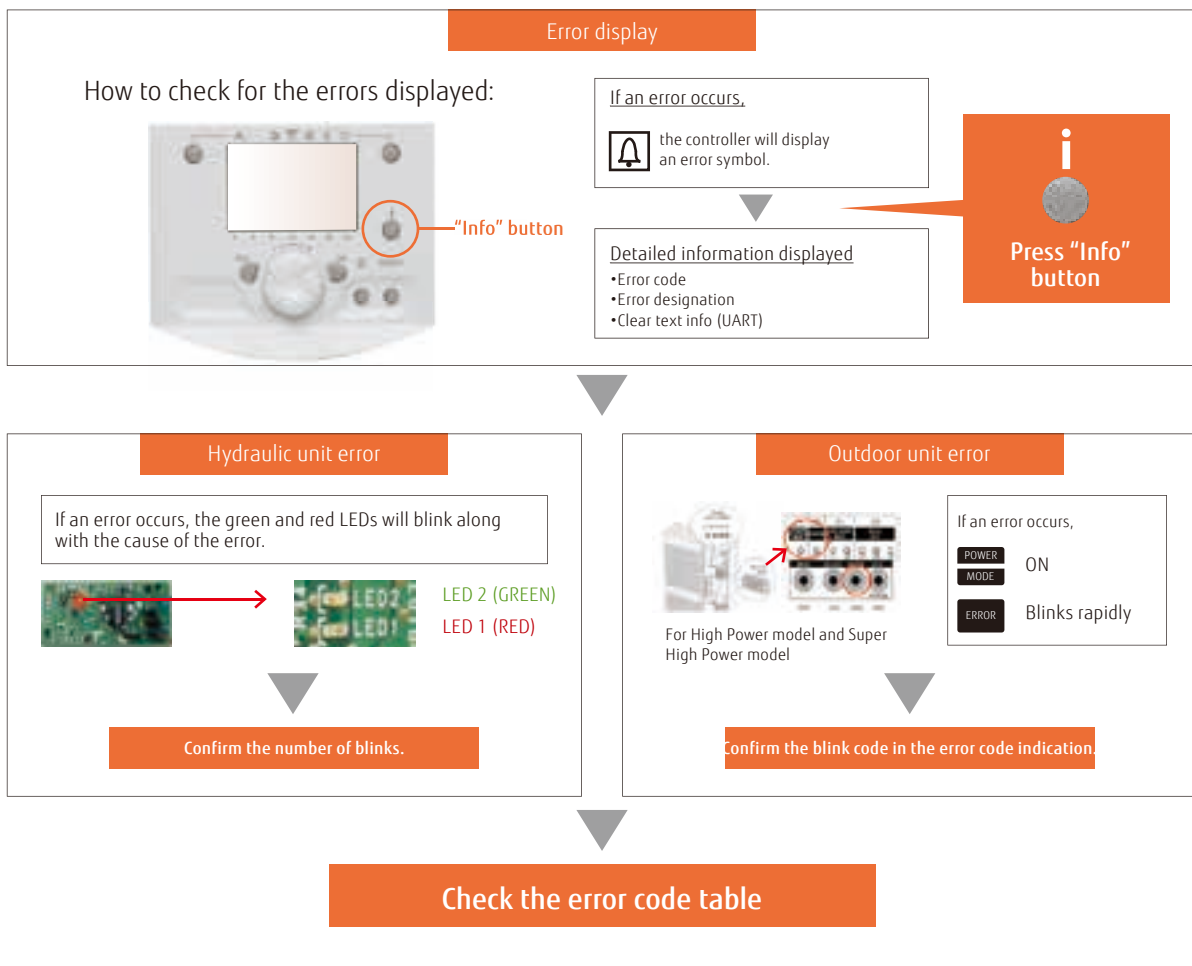 Error display
How to check for the errors displayed:
"Info" button
If an error occurs,
the controller will display
an error symbol.
i
Press "Info"
button
Detailed information displayed
•Error code
•Error designation
•Clear text info (UART)
Hydraulic unit error
If an error occurs, the green and red LEDs will blink along
with the cause of the error.
LED2
LED1
LED 2 (GREEN)
LED 1 (RED)
Confirm the number of blinks.
Outdoor unit error
For High Power model and Super
High Power model
If an error occurs,
POWER
MODE
ON
ERROR
Blinks rapidly
Confirm the blink code in the error code indication.
Check the error code table